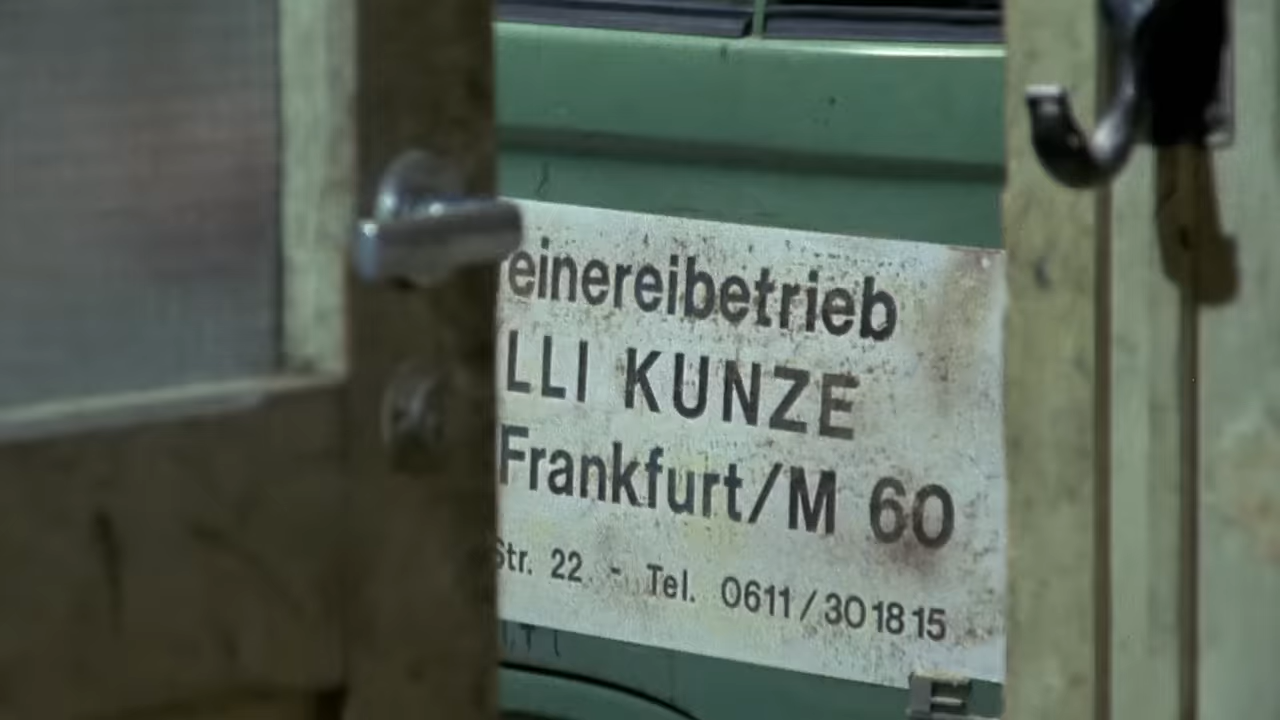 einereibetrieb
LLI KUNZE
Frankfurt/M 60
Str. 22 - Tel. 0611/301815